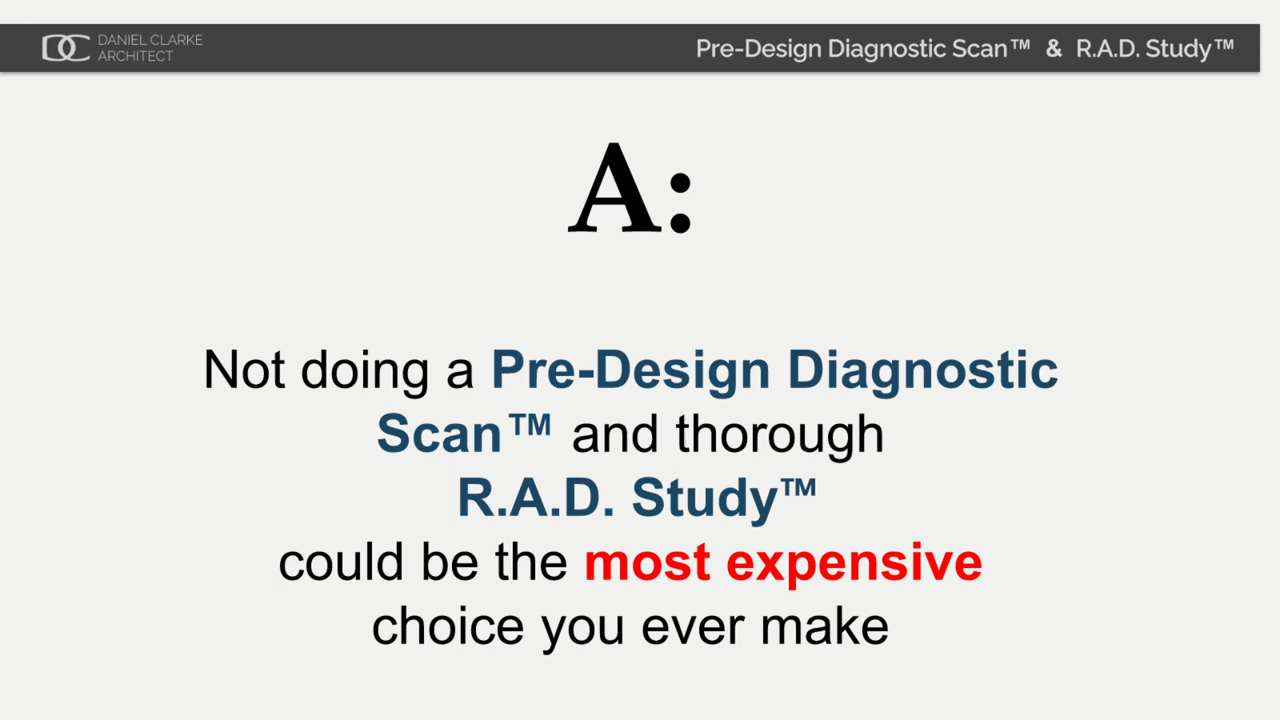 DANIEL CLARKE
ARCHITECT
Pre-Design Diagnostic Scan™ & R.A.D. Study™
A:
Not doing a Pre-Design Diagnostic
Scan™ and thorough
R.A.D. Study™
could be the most expensive
choice you ever make